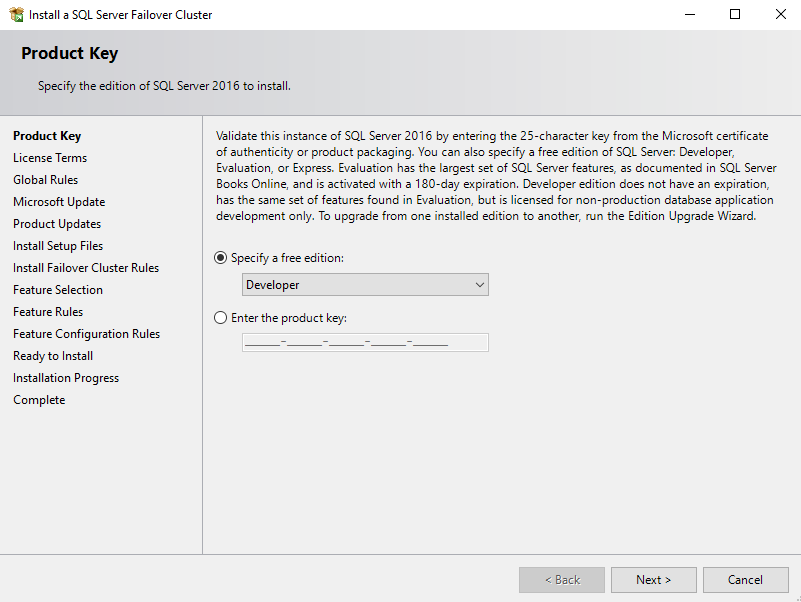 Install a SQL Server Failover Cluster
Product Key
Specify the edition of SQL Server 2016 to install.
Product Key
License Terms
Global Rules
Microsoft Update
Product Updates
Install Setup Files
Install Failover Cluster Rules
Feature Selection
Feature Rules
Feature Configuration Rules
Ready to Install
Installation Progress
Complete
Validate this instance of SQL Server 2016 by entering the 25-character key from the Microsoft certificate
of authenticity or product packaging. You can also specify a free edition of SQL Server: Developer,
Evaluation, or Express. Evaluation has the largest set of SQL Server features, as documented in SQL Server
Books Online, and is activated with a 180-day expiration. Developer edition does not have an expiration,
has the same set of features found in Evaluation, but is licensed for non-production database application
development only. To upgrade from one installed edition to another, run the Edition Upgrade Wizard.
Specify a free edition:
Developer
Enter the product key:
_____-_____-_____-_____-_____
< Back
Next >
Cancel